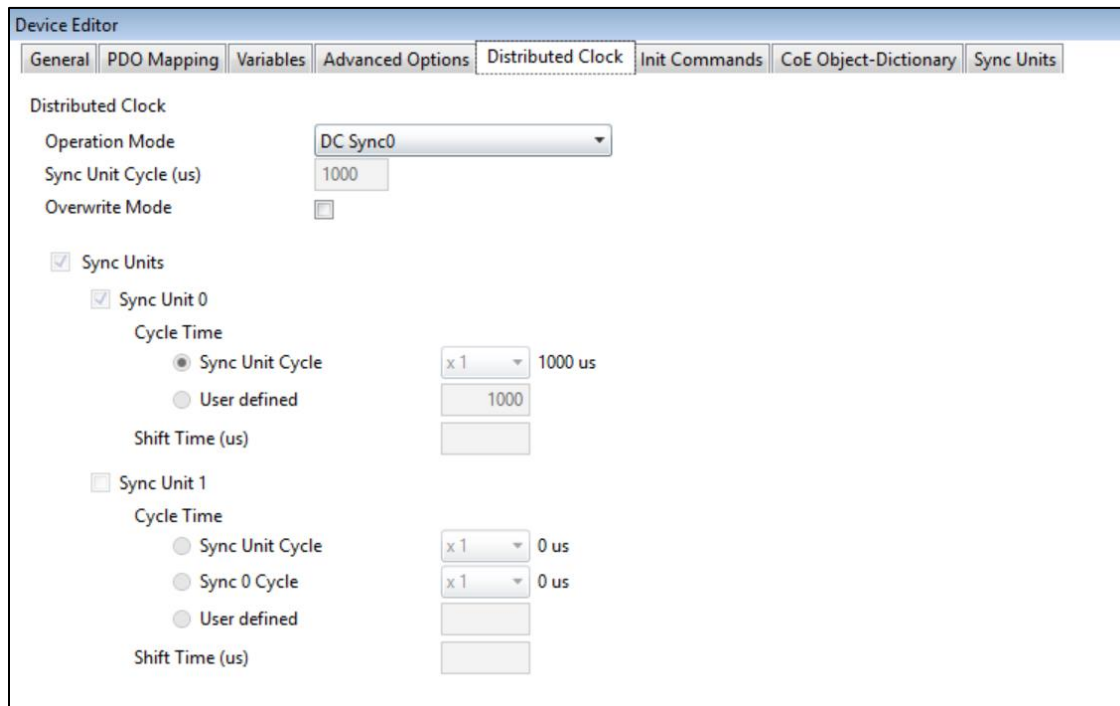 Device Editor
General PDO Mapping Variables Advanced Options Distributed Clock Init Commands CoE Object-Dictionary Sync Units
Distributed Clock
Operation Mode DC Sync0
Sync Unit Cycle (us) 1000
Overwrite Mode
Sync Units
Sync Unit 0
Cycle Time
Sync Unit Cycle x 1 1000 us
User defined 1000
Shift Time (us)
Sync Unit 1
Cycle Time
Sync Unit Cycle x 1 0 us
Sync 0 Cycle x 1 0 us
User defined
Shift Time (us)